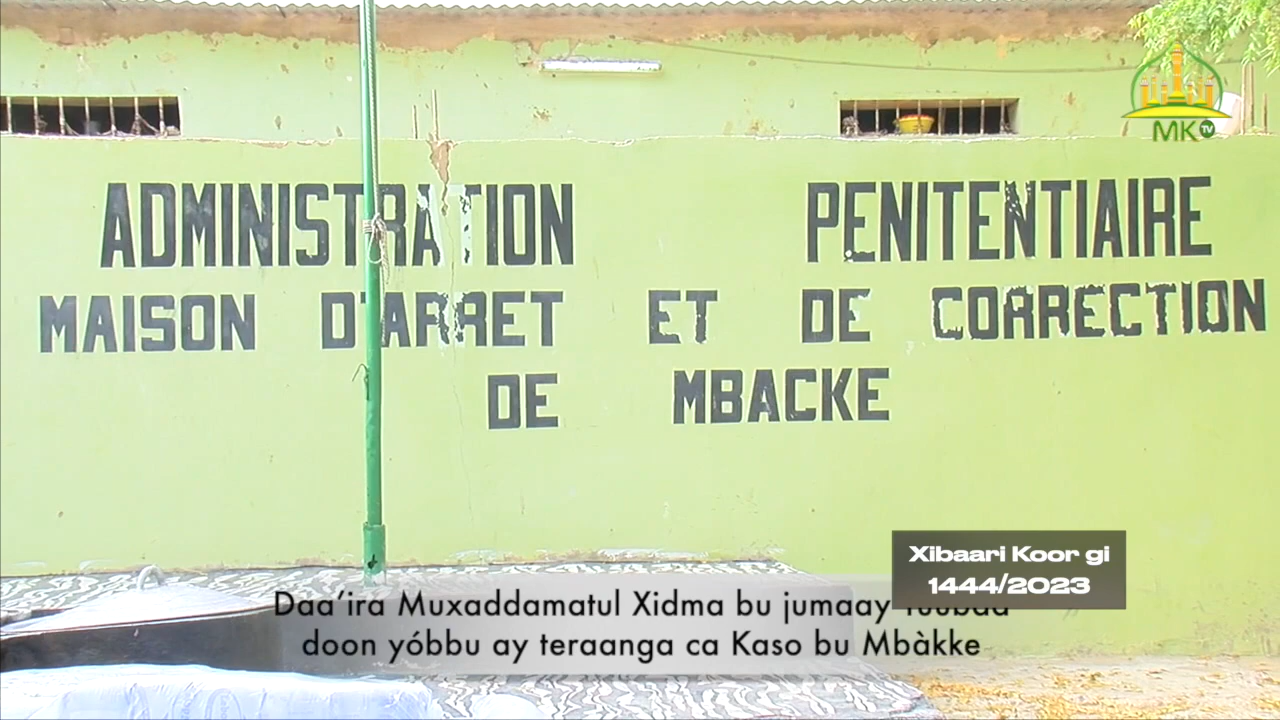 MK TV
ADMINISTRATION PENITENTIAIRE
MAISON D'ARRET ET DE CORRECTION
DE MBACKE
Xibaari Koor gi
1444/2023
Daa'ira Muxaddamatul Xidma bu jumaay
doon yóbbu ay teraanga ca Kaso bu Mbàkke